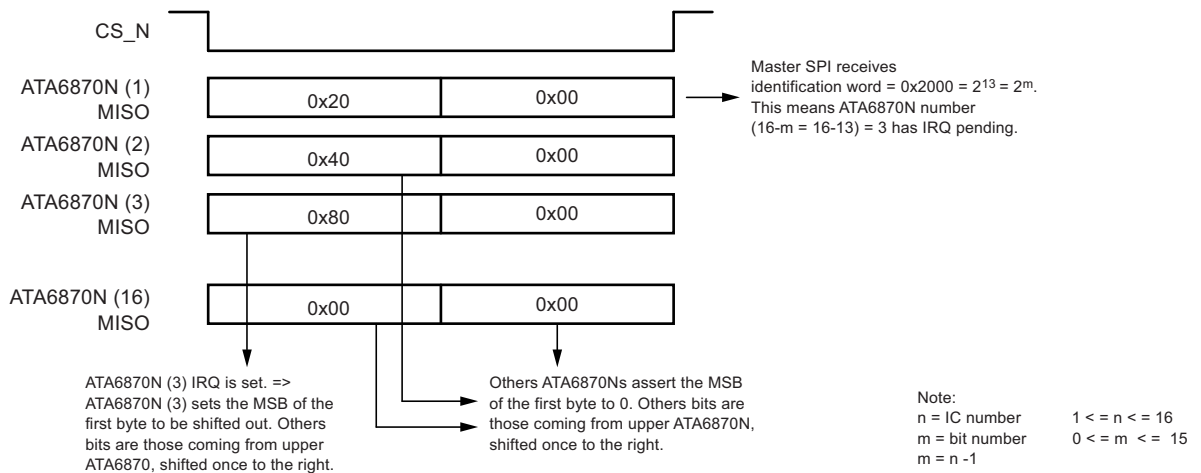 CS_N
ATA6870N (1)
MISO
0x20
0x00
Master SPI receives
identification word = 0x2000 = 2¹³ = 2ᵐ.
This means ATA6870N number
(16-m = 16-13) = 3 has IRQ pending.
ATA6870N (2)
MISO
0x40
0x00
ATA6870N (3)
MISO
0x80
0x00
ATA6870N (16)
MISO
0x00
0x00
ATA6870N (3) IRQ is set. =>
ATA6870N (3) sets the MSB of the
first byte to be shifted out. Others
bits are those coming from upper
ATA6870, shifted once to the right.
Others ATA6870Ns assert the MSB
of the first byte to 0. Others bits are
those coming from upper ATA6870N,
shifted once to the right.
Note:
n = IC number 1 < = n < = 16
m = bit number 0 < = m < = 15
m = n -1